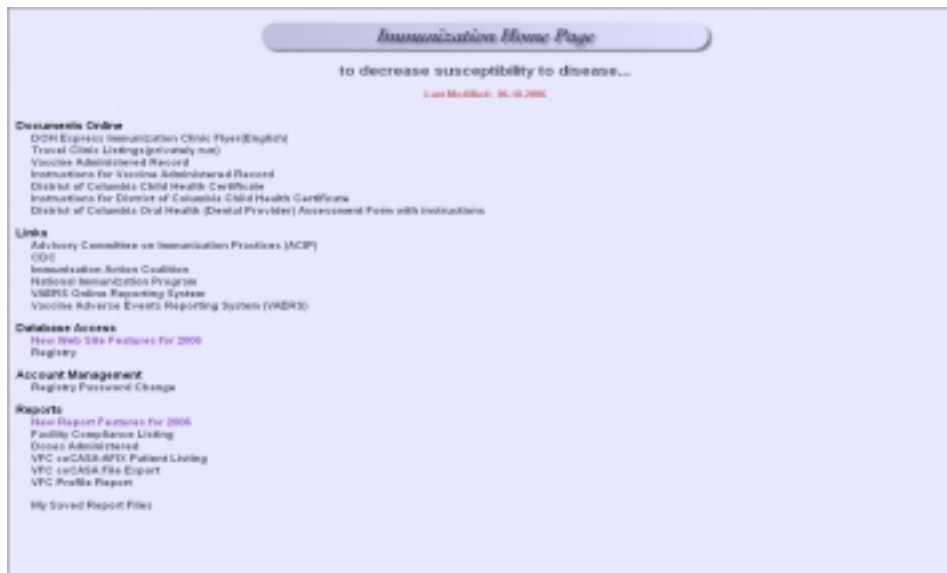 Immunization Home Page
to decrease susceptibility to disease...
Last Modified: 06.10.2006
Documents Online
DOH Express Immunization Clinic Flyer(English)
Travel Clinic Listings(privately run)
Vaccine Administered Record
Instructions for Vaccine Administered Record
District of Columbia Child Health Certificate
Instructions for District of Columbia Child Health Certificate
District of Columbia Oral Health (Dental Provider) Assessment Form with Instructions
Links
Advisory Committee on Immunization Practices (ACIP)
CDC
Immunization Action Coalition
National Immunization Program
VAERS Online Reporting System
Vaccine Adverse Events Reporting System (VAERS)
Database Access
New Web Site Features for 2006
Registry
Account Management
Registry Password Change
Reports
New Report Features for 2006
Facility Compliance Listing
Doses Administered
VFC coCASA AFIX Patient Listing
VFC coCASA File Export
VFC Profile Report
My Saved Report Files